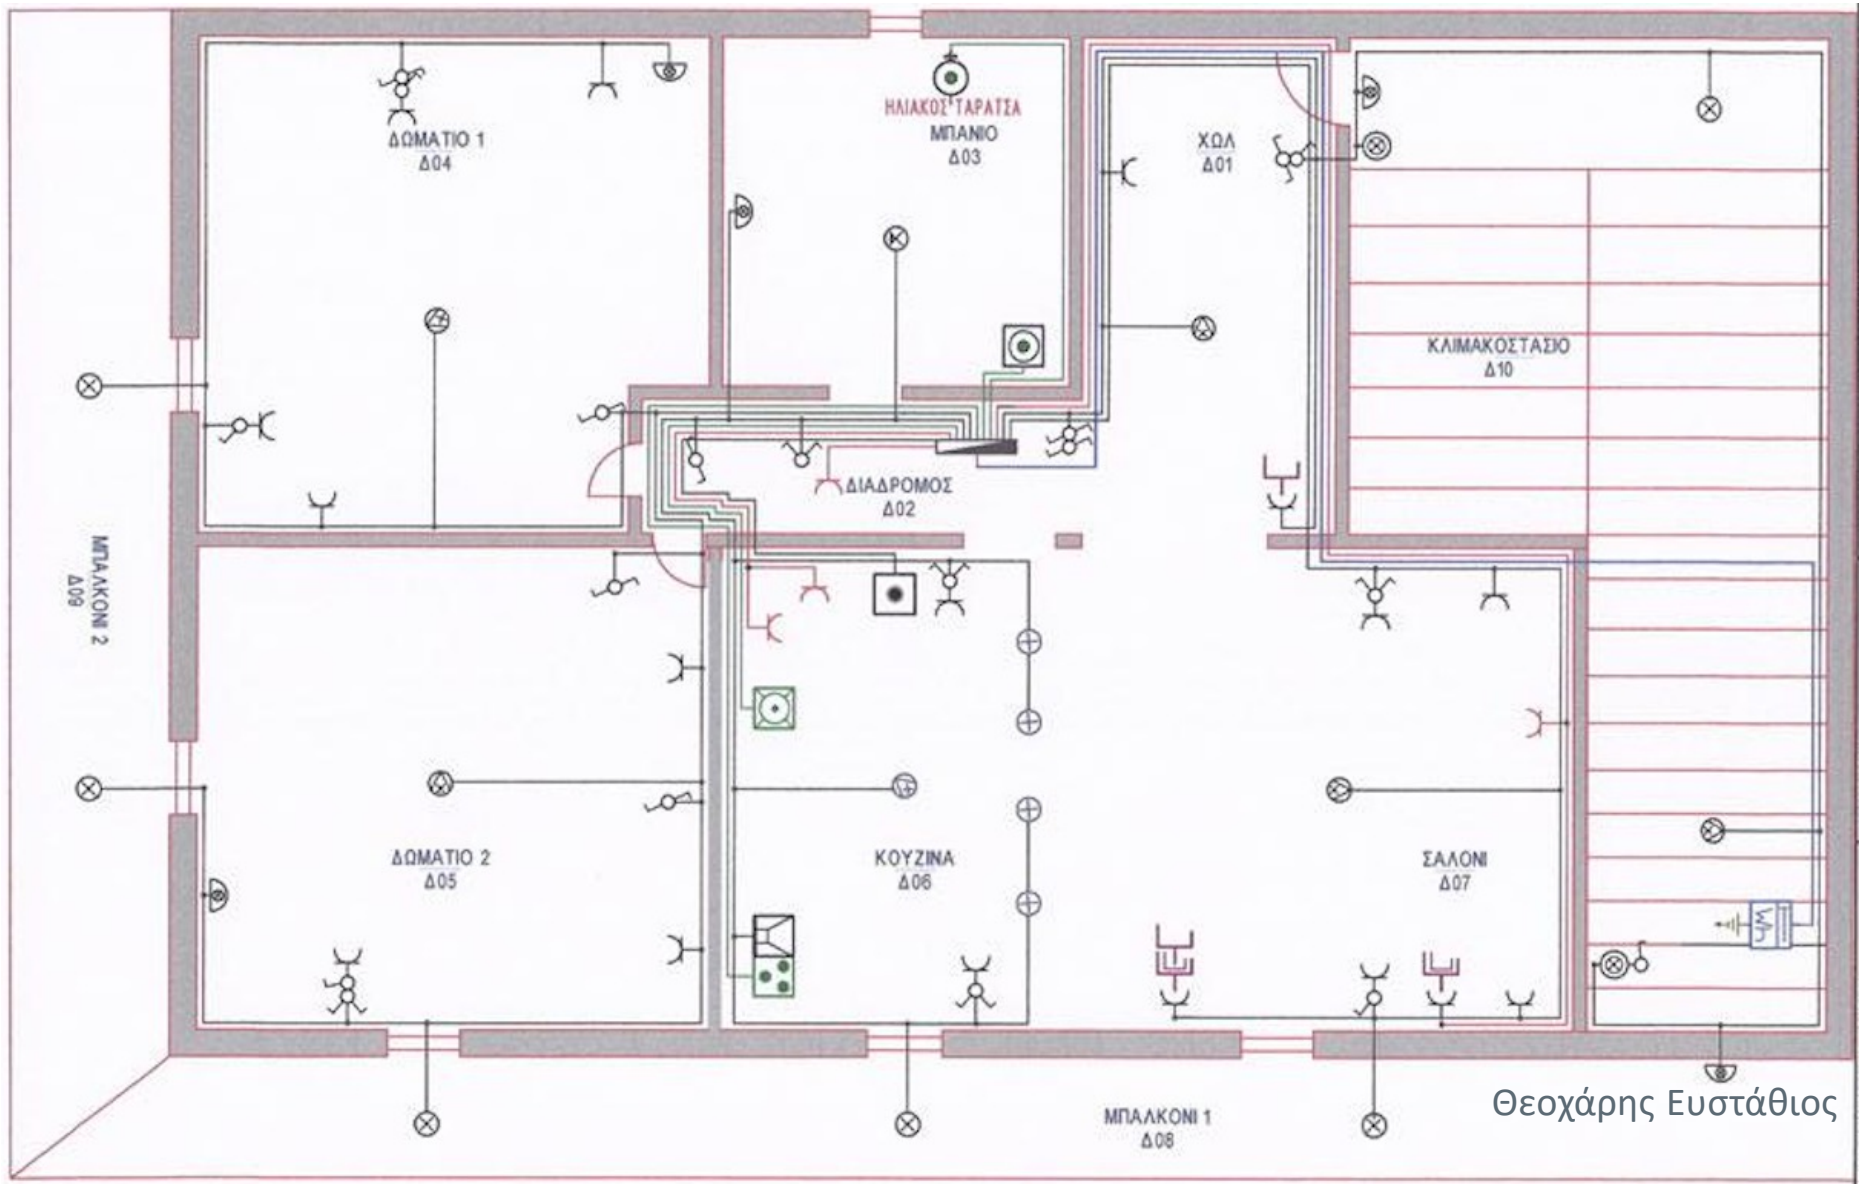 ΗΛΙΑΚΟΣ ΤΑΡΑΤΣΑ
ΜΠΑΝΙΟ
Δ03
ΔΩΜΑΤΙΟ 1
Δ04
ΧΩΛ
Δ01
ΚΛΙΜΑΚΟΣΤΑΣΙΟ
Δ10
ΔΙΑΔΡΟΜΟΣ
Δ02
ΜΠΑΛΚΟΝΙ 2
Δ09
ΔΩΜΑΤΙΟ 2
Δ05
ΚΟΥΖΙΝΑ
Δ06
ΣΑΛΟΝΙ
Δ07
Wh
ΜΠΑΛΚΟΝΙ 1
Δ08
Θεοχάρης Ευστάθιος